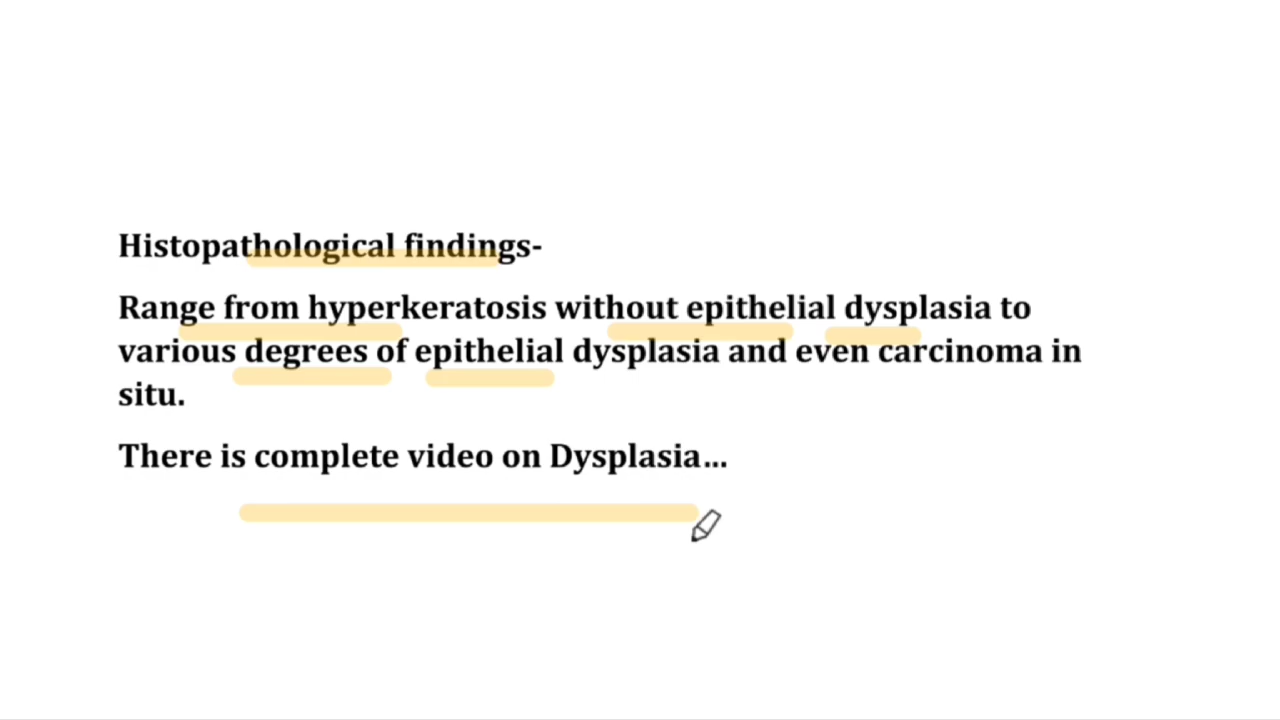 Histopathological findings-
Range from hyperkeratosis without epithelial dysplasia to
various degrees of epithelial dysplasia and even carcinoma in
situ.
There is complete video on Dysplasia...